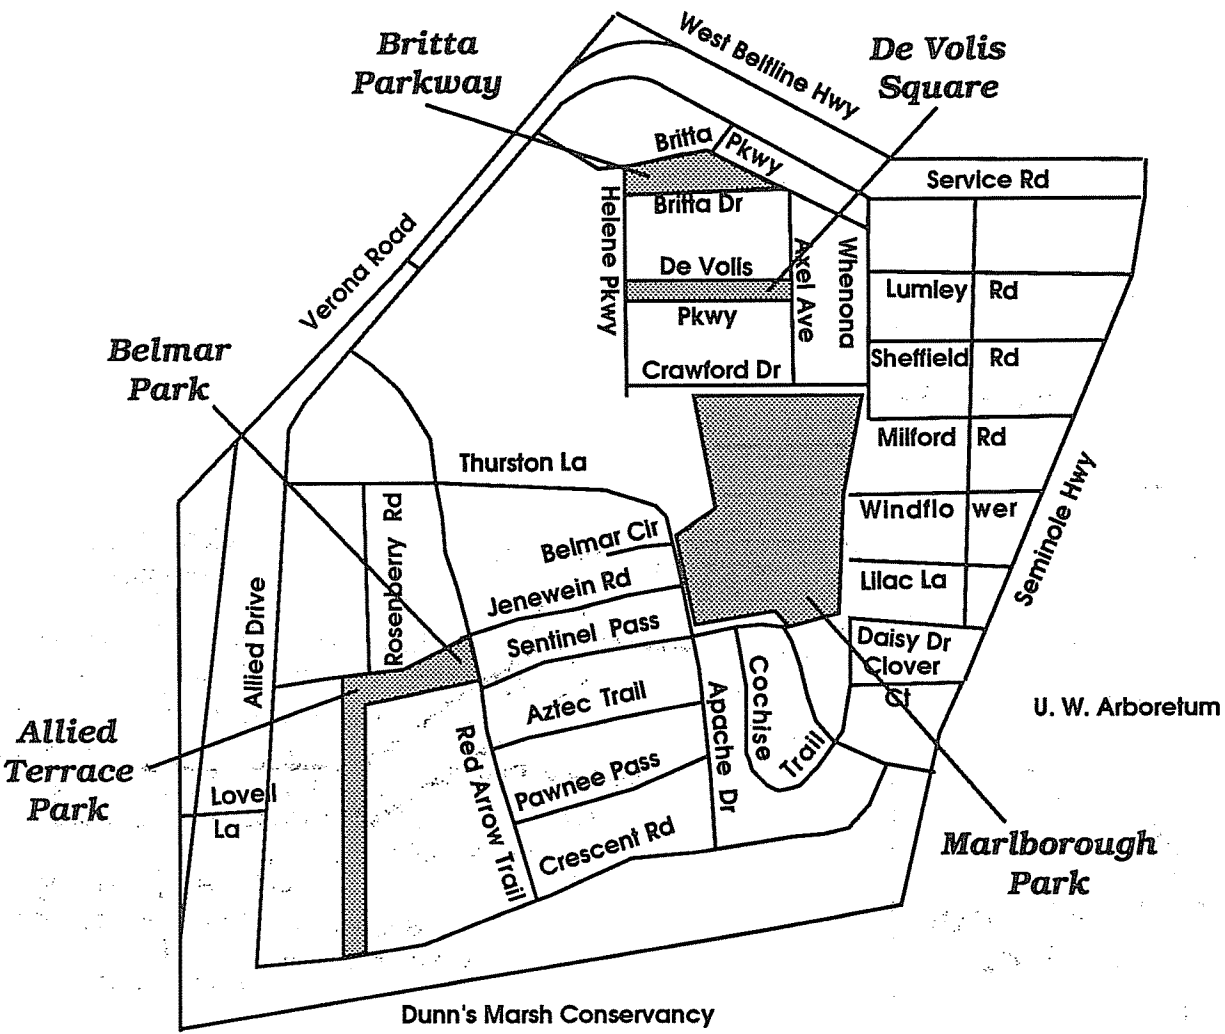 West Beltline Hwy
Britta
Parkway
De Volis
Square
Britta
Pkwy
Service Rd
Helene Pkwy
Britta Dr
Verona Road
De Volis
Axel Ave
Whenona
Lumley Rd
Pkwy
Belmar
Park
Crawford Dr
Sheffield Rd
Milford Rd
Thurston La
Seminole Hwy
Rosenberry Rd
Windflo wer
Belmar Cir
Jenewein Rd
Lilac La
Allied Drive
Sentinel Pass
Daisy Dr
Clover
Ct
Cochise
Trail
Apache Dr
Aztec Trail
U. W. Arboretum
Allied
Terrace
Park
Red Arrow Trail
Pawnee Pass
Lovell
La
Crescent Rd
Marlborough
Park
Dunn's Marsh Conservancy